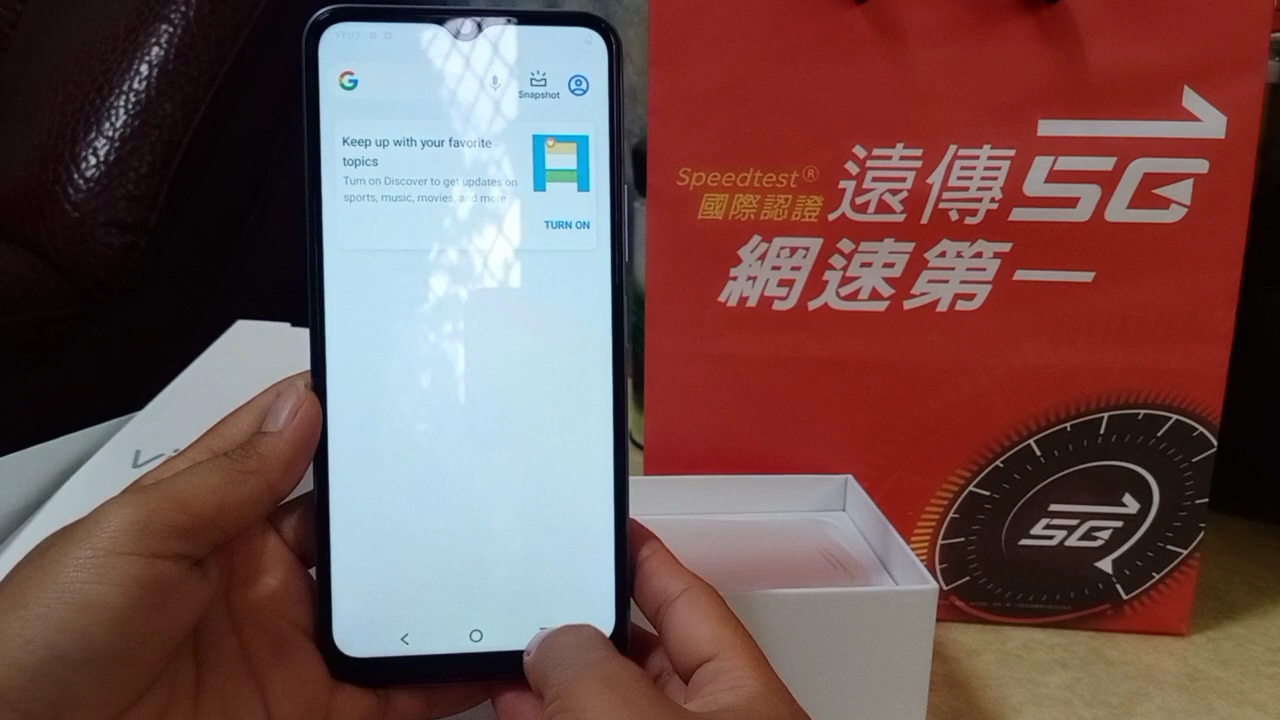 Snapshot
Keep up with your favorite
topics
Turn on Discover to get updates on
sports, music, movies, and more
TURN ON
Speedtest®
國際認證
遠傳5G
網速第一
5G